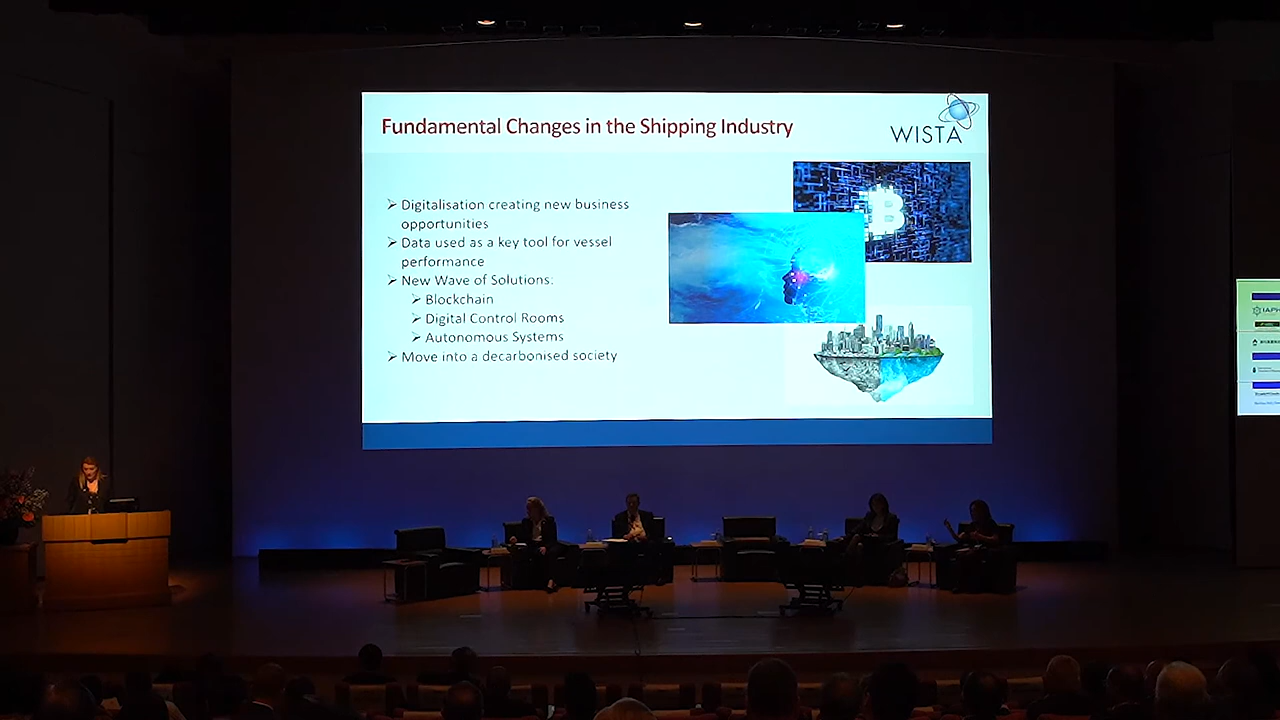 Fundamental Changes in the Shipping Industry
WISTA
➢ Digitalisation creating new business
opportunities
➢ Data used as a key tool for vessel
performance
➢ New Wave of Solutions:
➢ Blockchain
➢ Digital Control Rooms
➢ Autonomous Systems
➢ Move into a decarbonised society